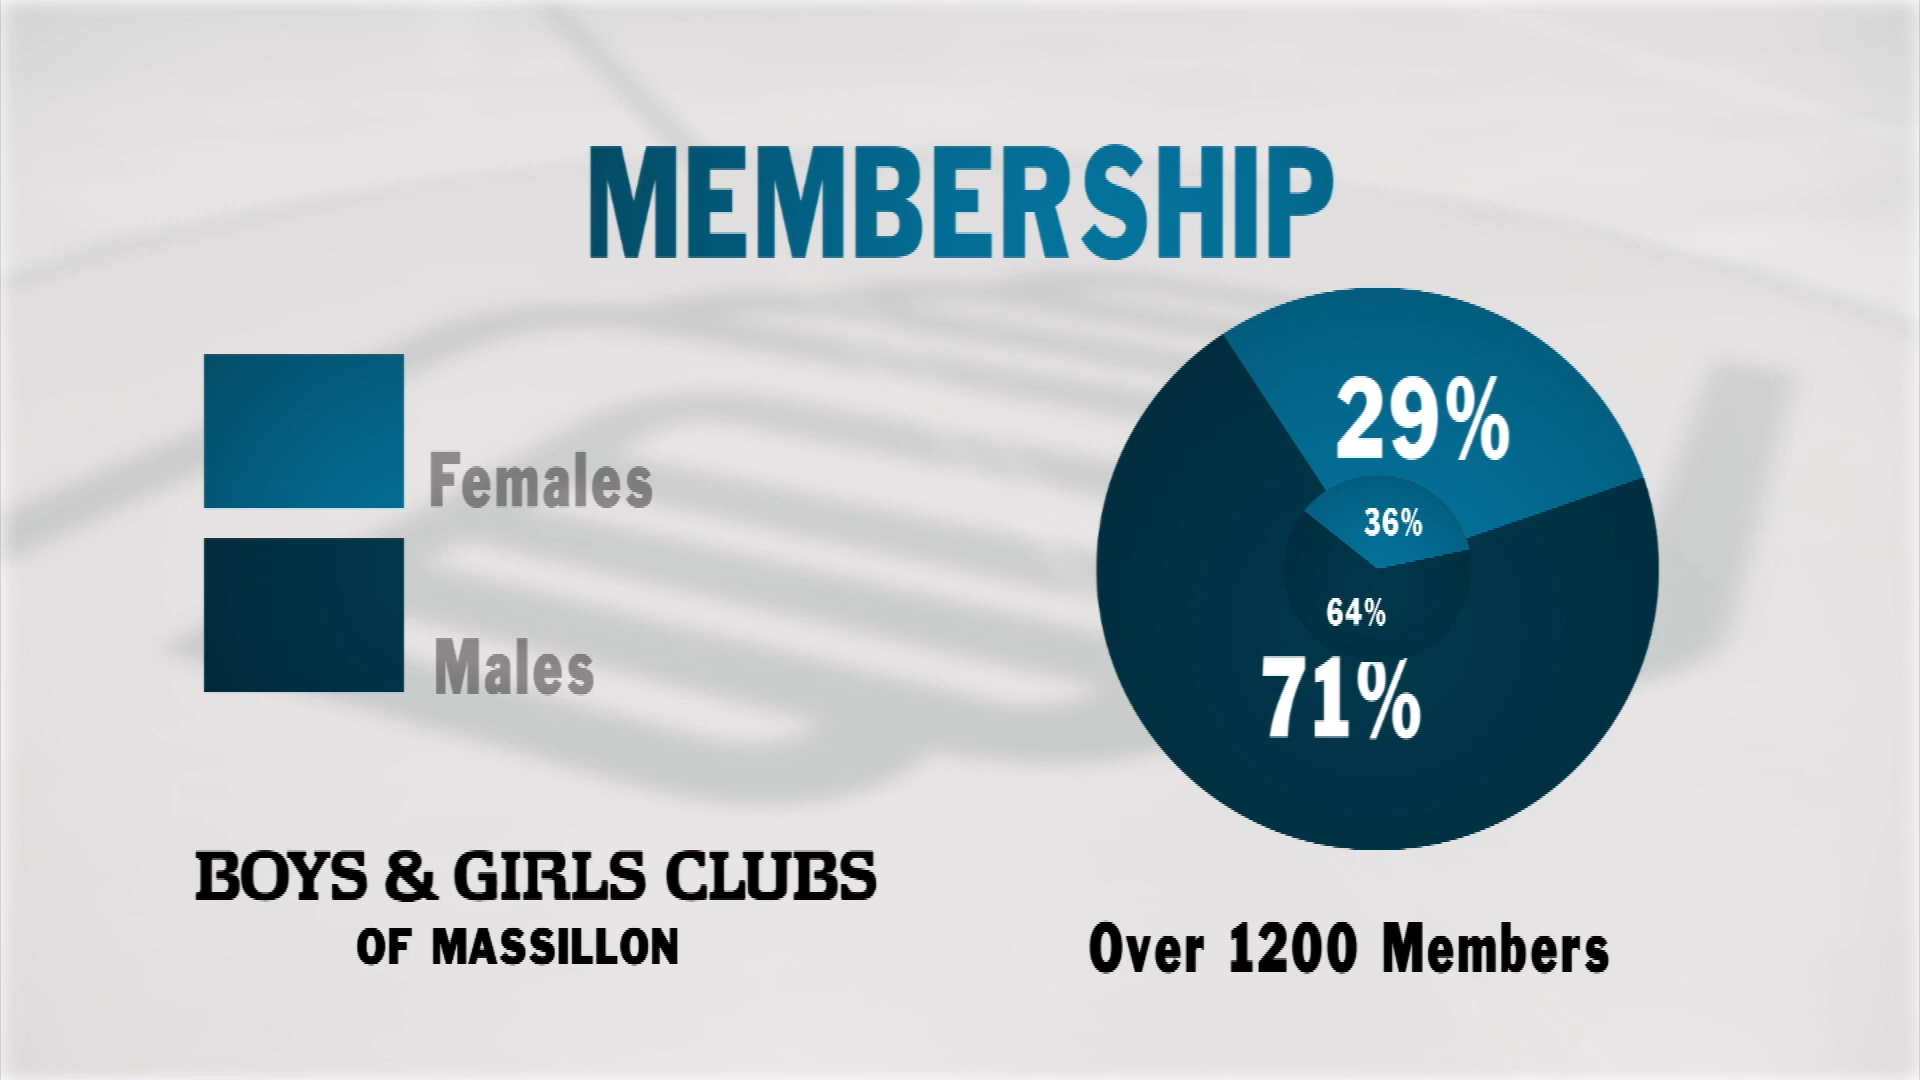 MEMBERSHIP
Females
Males
29%
36%
64%
71%
BOYS & GIRLS CLUBS
OF MASSILLON
Over 1200 Members